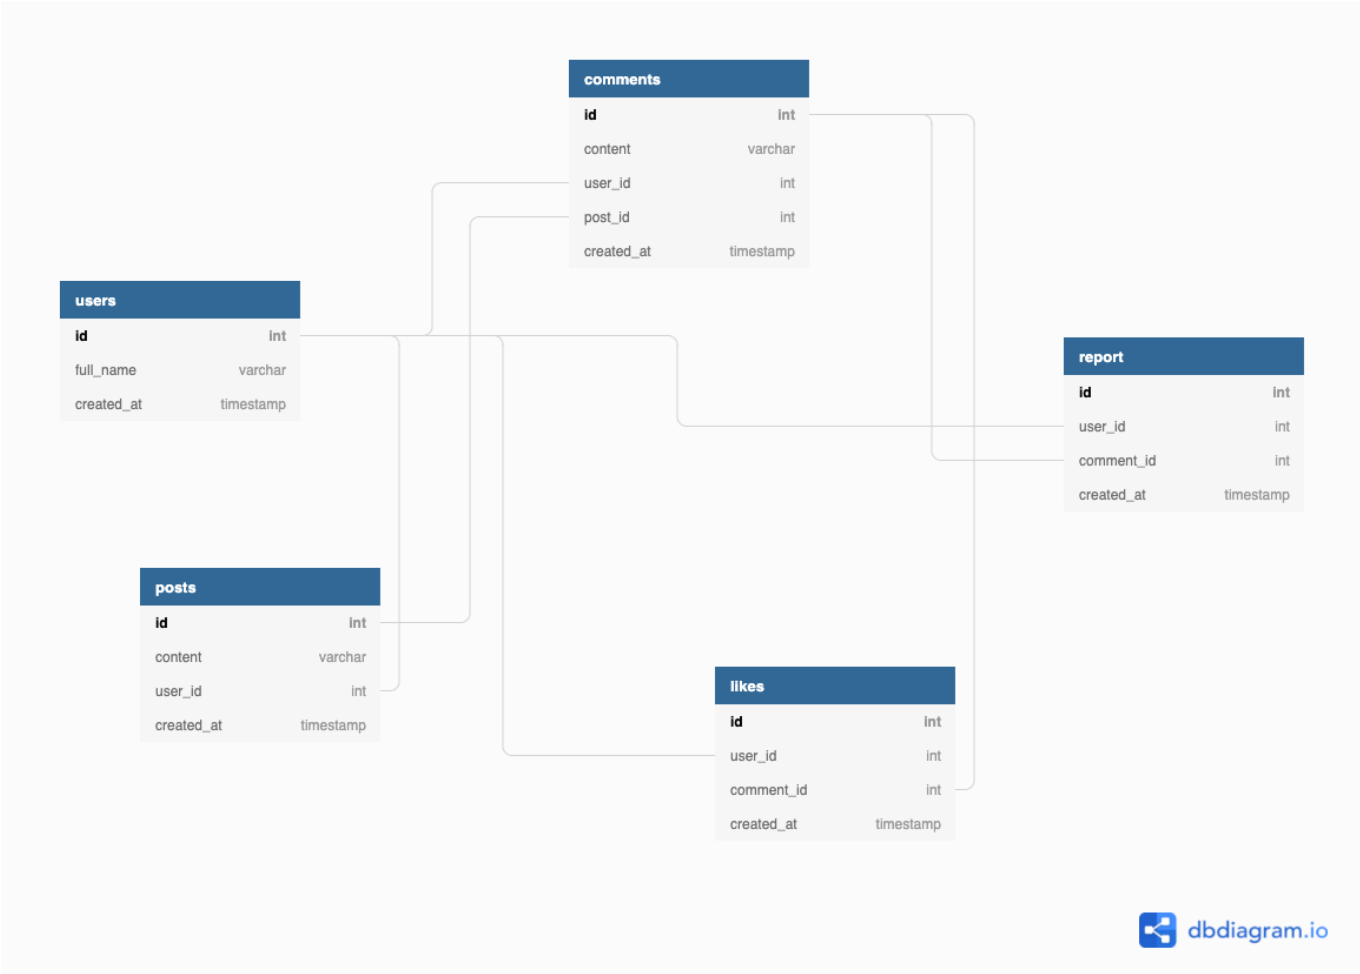 comments
id int
content varchar
user_id int
post_id int
created_at timestamp
users
id int
full_name varchar
created_at timestamp
report
id int
user_id int
comment_id int
created_at timestamp
posts
id int
content varchar
user_id int
created_at timestamp
likes
id int
user_id int
comment_id int
created_at timestamp
dbdiagram.io